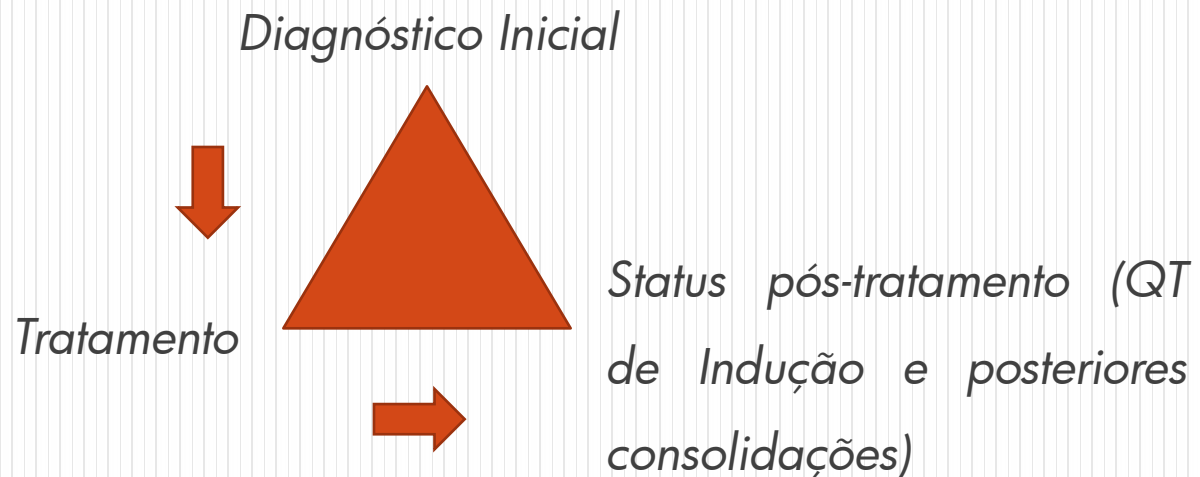 Diagnóstico Inicial
Tratamento
Status pós-tratamento (QT
de Indução e posteriores
consolidações)